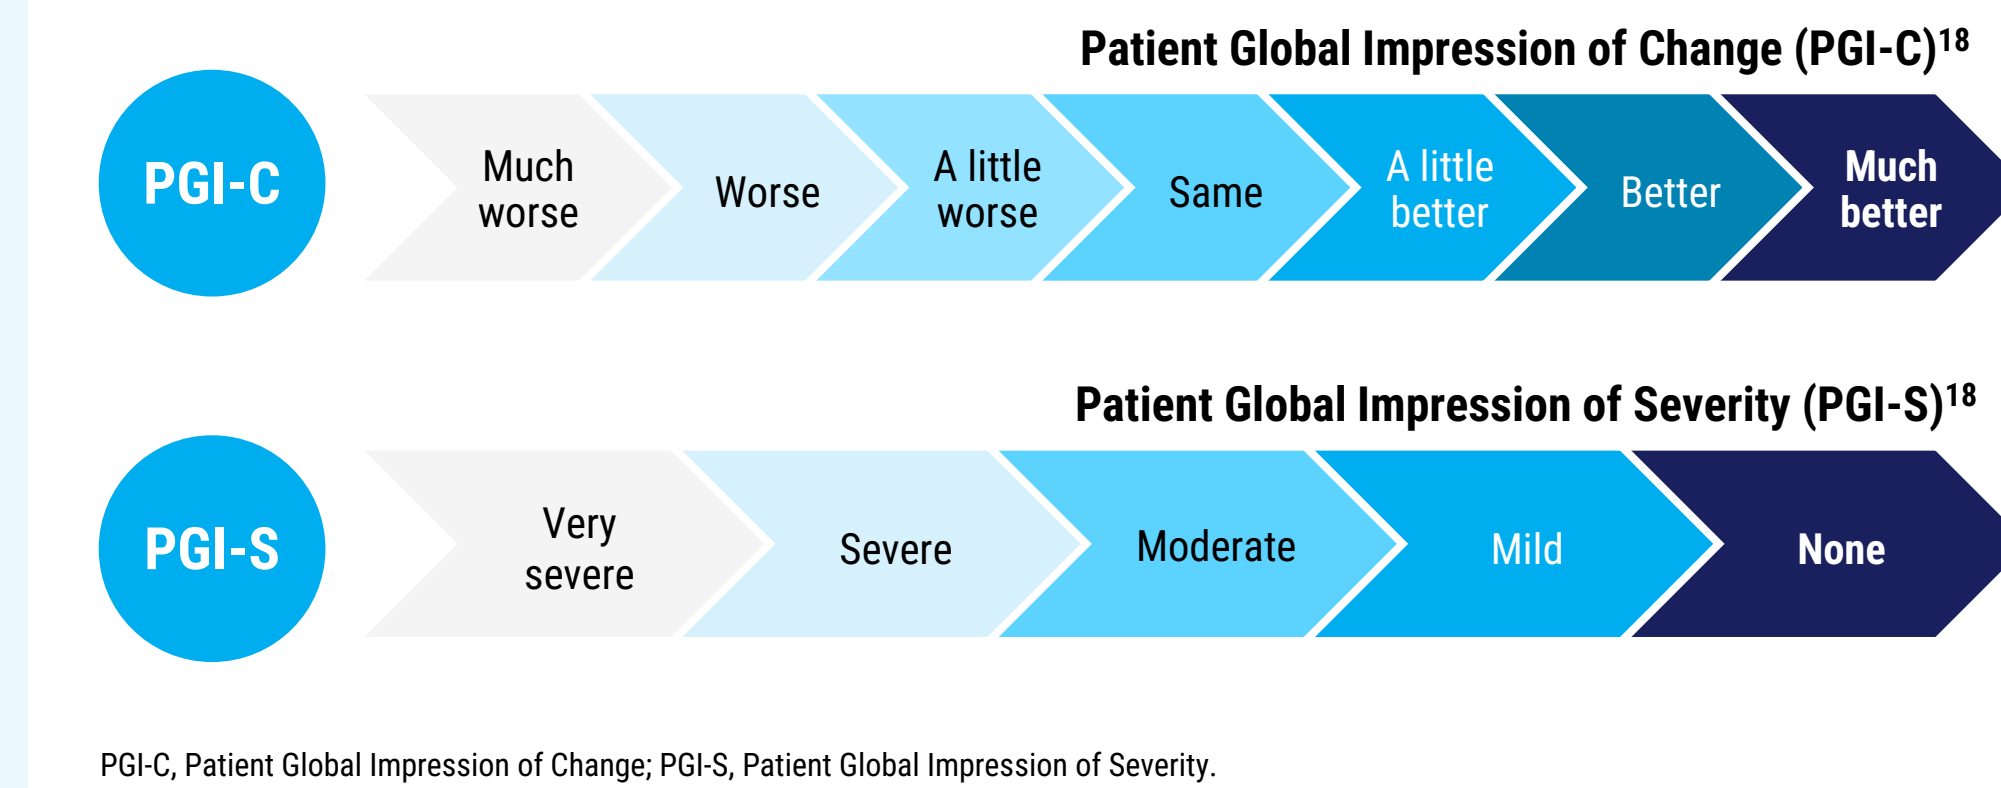 Patient Global Impression of Change (PGI-C)¹⁸
PGI-C
Much
worse
Worse
A little
worse
Same
A little
better
Better
Much
better
Patient Global Impression of Severity (PGI-S)¹⁸
PGI-S
Very
severe
Severe
Moderate
Mild
None
PGI-C, Patient Global Impression of Change; PGI-S, Patient Global Impression of Severity.